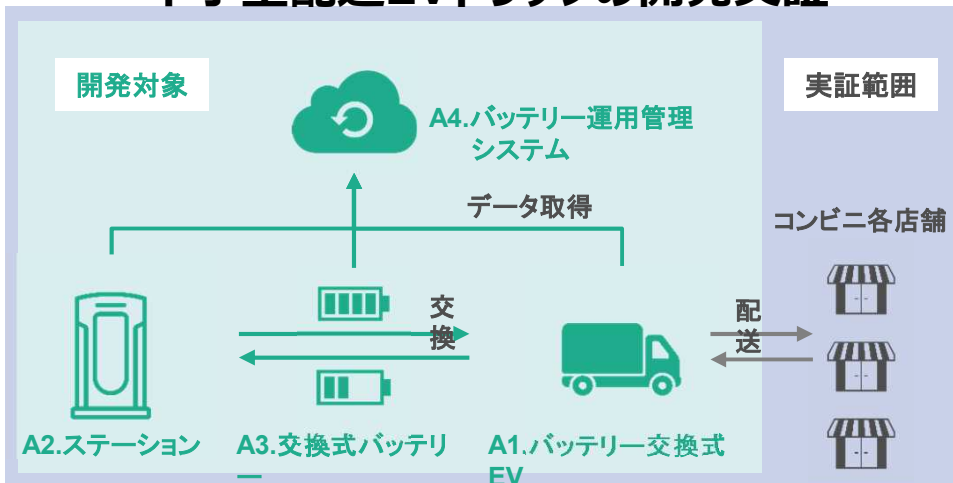 開発対象
実証範囲
A4.バッテリー運用管理
システム
データ取得
コンビニ各店舗
交
換
配
送
A2.ステーション
A3.交換式バッテリ
ー
A1.バッテリー交換式
EV